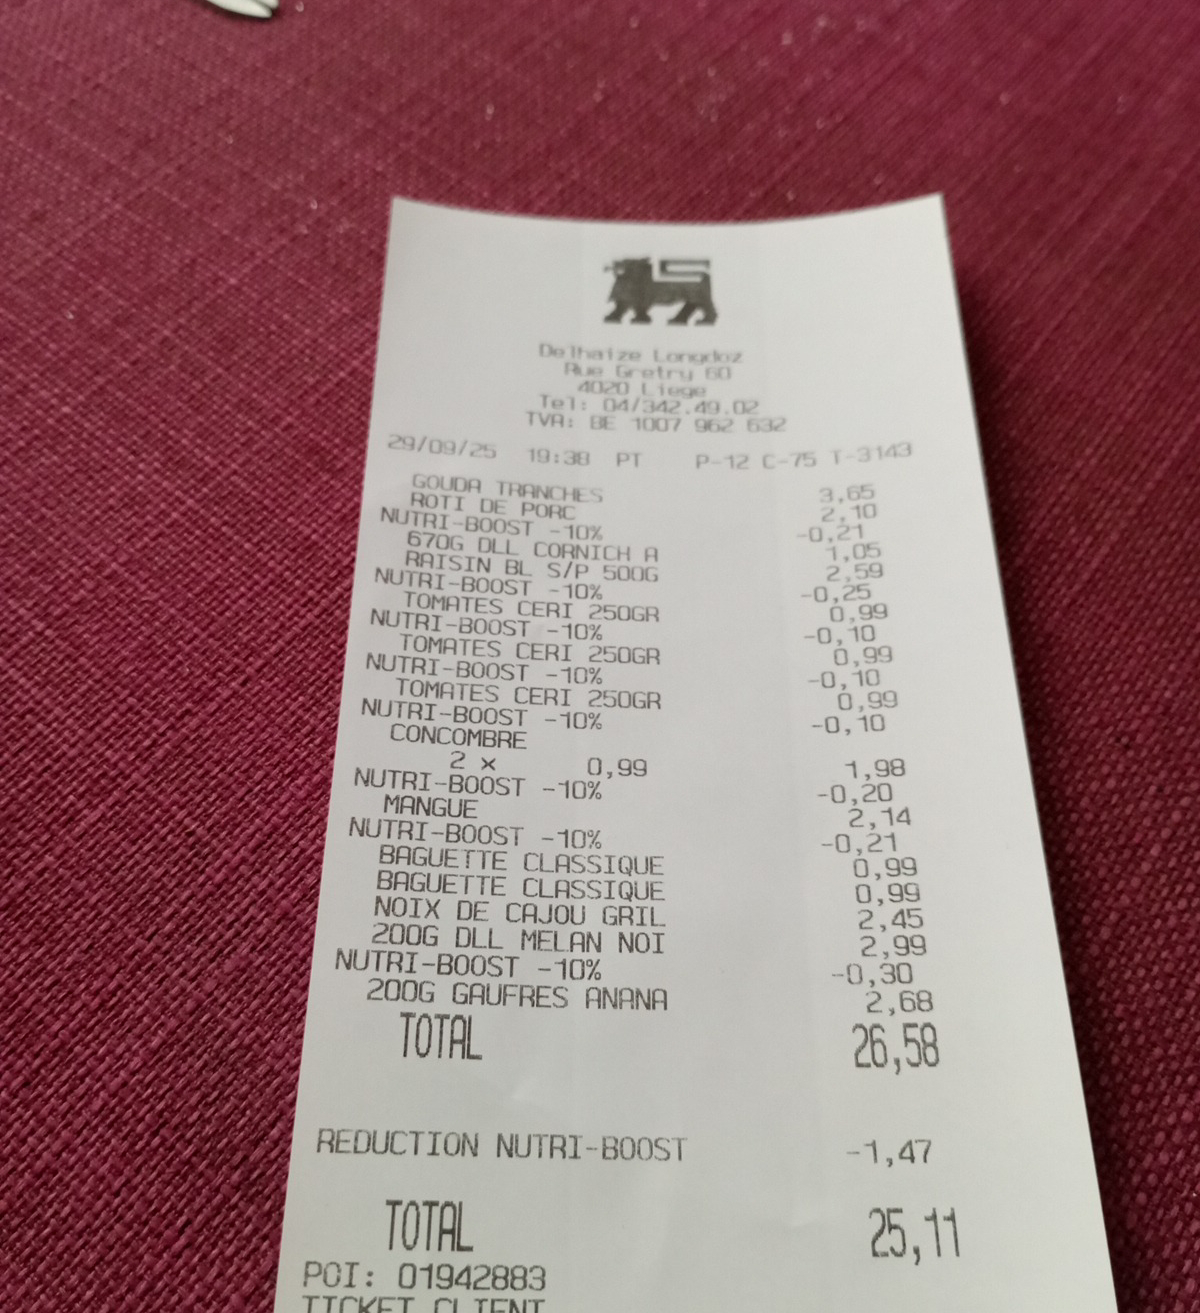 Delhaize Longdoz
Rue Gretry 60
4020 Liege
Tel: 04/342.49.02
TVA: BE 1007 962 632
29/09/25 19:38 PT P-12 C-75 T-3143
GOUDA TRANCHES 3,65
ROTI DE PORC 2,10
NUTRI-BOOST -10% -0,21
670G DLL CORNICH A 1,05
RAISIN BL S/P 500G 2,59
NUTRI-BOOST -10% -0,25
TOMATES CERI 250GR 0,99
NUTRI-BOOST -10% -0,10
TOMATES CERI 250GR 0,99
NUTRI-BOOST -10% -0,10
TOMATES CERI 250GR 0,99
NUTRI-BOOST -10% -0,10
CONCOMBRE
2 x 0,99 1,98
NUTRI-BOOST -10% -0,20
MANGUE 2,14
NUTRI-BOOST -10% -0,21
BAGUETTE CLASSIQUE 0,99
BAGUETTE CLASSIQUE 0,99
NOIX DE CAJOU GRIL 2,45
200G DLL MELAN NOI 2,99
NUTRI-BOOST -10% -0,30
200G GAUFRES ANANA 2,68
TOTAL 26,58
REDUCTION NUTRI-BOOST -1,47
TOTAL 25,11
POI: 01942883
TICKET CLIENT